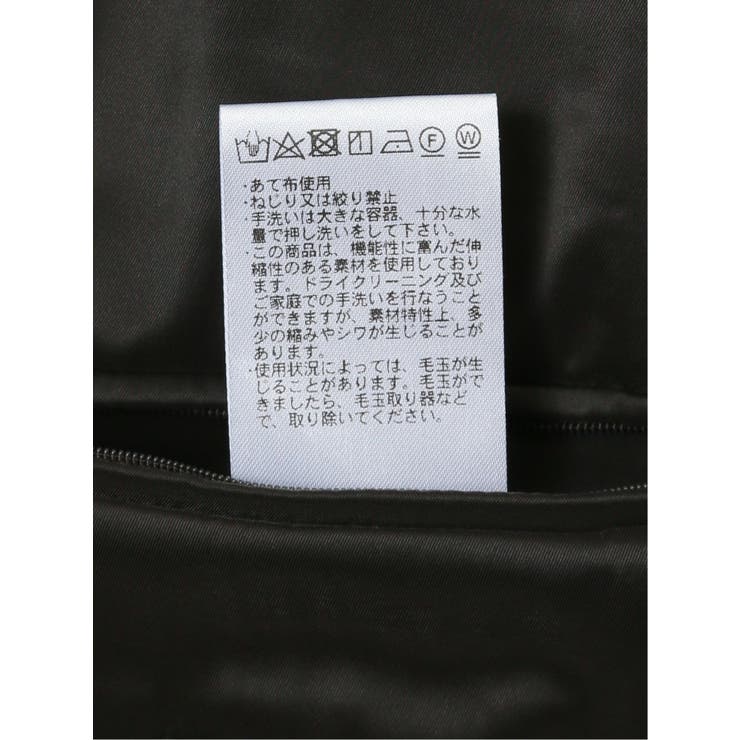 F W
・あて布使用
・ねじり又は絞り禁止
・手洗いは大きな容器、十分な水
量で押し洗いをして下さい。
・この商品は、機能性に富んだ伸
縮性のある素材を使用しており
ます。ドライクリーニング及び
ご家庭での手洗いを行なうこと
ができますが、素材特性上、多
少の縮みやシワが生じることが
あります。
・使用状況によっては、毛玉が生
じることがあります。毛玉がで
きましたら、毛玉取り器など
で、取り除いてください。